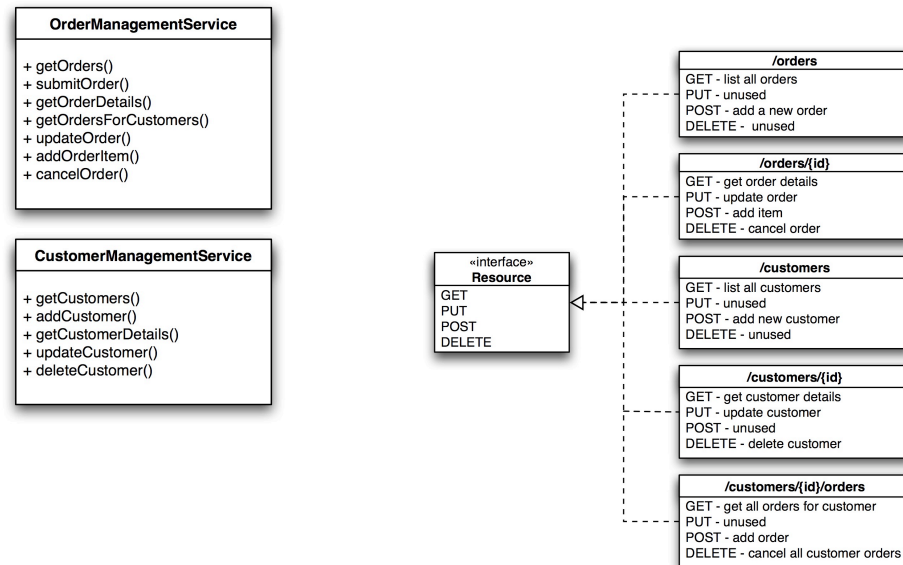 OrderManagementService
+ getOrders()
+ submitOrder()
+ getOrderDetails()
+ getOrdersForCustomers()
+ updateOrder()
+ addOrderItem()
+ cancelOrder()
CustomerManagementService
+ getCustomers()
+ addCustomer()
+ getCustomerDetails()
+ updateCustomer()
+ deleteCustomer()
«interface»
Resource
GET
PUT
POST
DELETE
/orders
GET - list all orders
PUT - unused
POST - add a new order
DELETE - unused
/orders/{id}
GET - get order details
PUT - update order
POST - add item
DELETE - cancel order
/customers
GET - list all customers
PUT - unused
POST - add new customer
DELETE - unused
/customers/{id}
GET - get customer details
PUT - update customer
POST - unused
DELETE - delete customer
/customers/{id}/orders
GET - get all orders for customer
PUT - unused
POST - add order
DELETE - cancel all customer orders